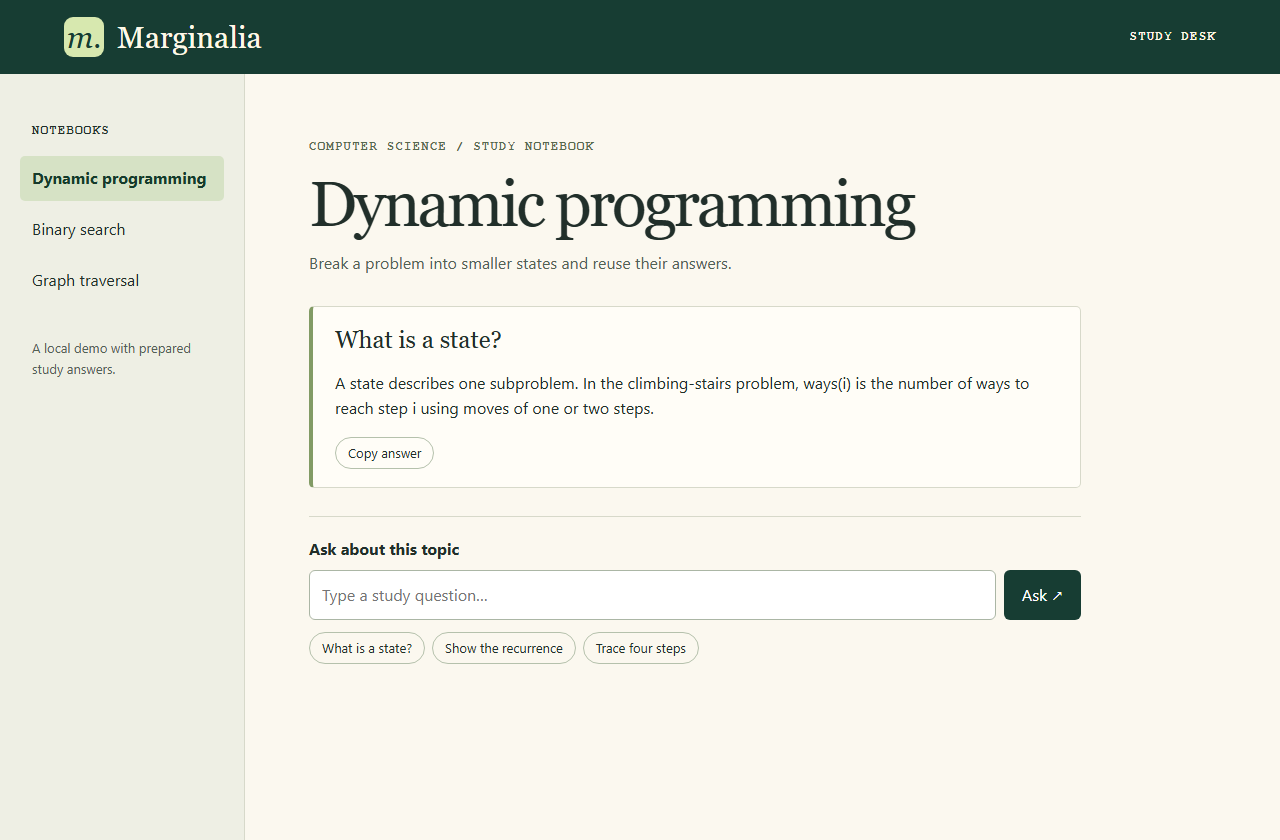 m. Marginalia
STUDY DESK
NOTEBOOKS
Dynamic programming
Binary search
Graph traversal
A local demo with prepared
study answers.
COMPUTER SCIENCE / STUDY NOTEBOOK
Dynamic programming
Break a problem into smaller states and reuse their answers.
What is a state?
A state describes one subproblem. In the climbing-stairs problem, ways(i) is the number of ways to
reach step i using moves of one or two steps.
Copy answer
Ask about this topic
Type a study question...
Ask ↗
What is a state?
Show the recurrence
Trace four steps